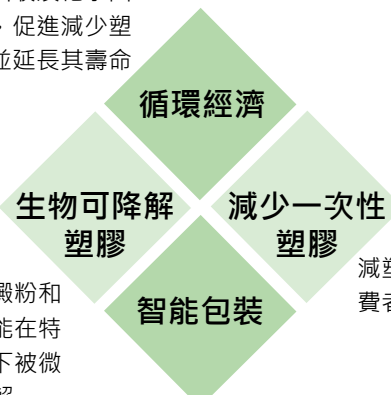 ，促進減少塑
並延長其壽命
循環經濟
生物可降解
塑膠
減少一次性
塑膠
智能包裝
減塑
費者
澱粉和
能在特
下被微